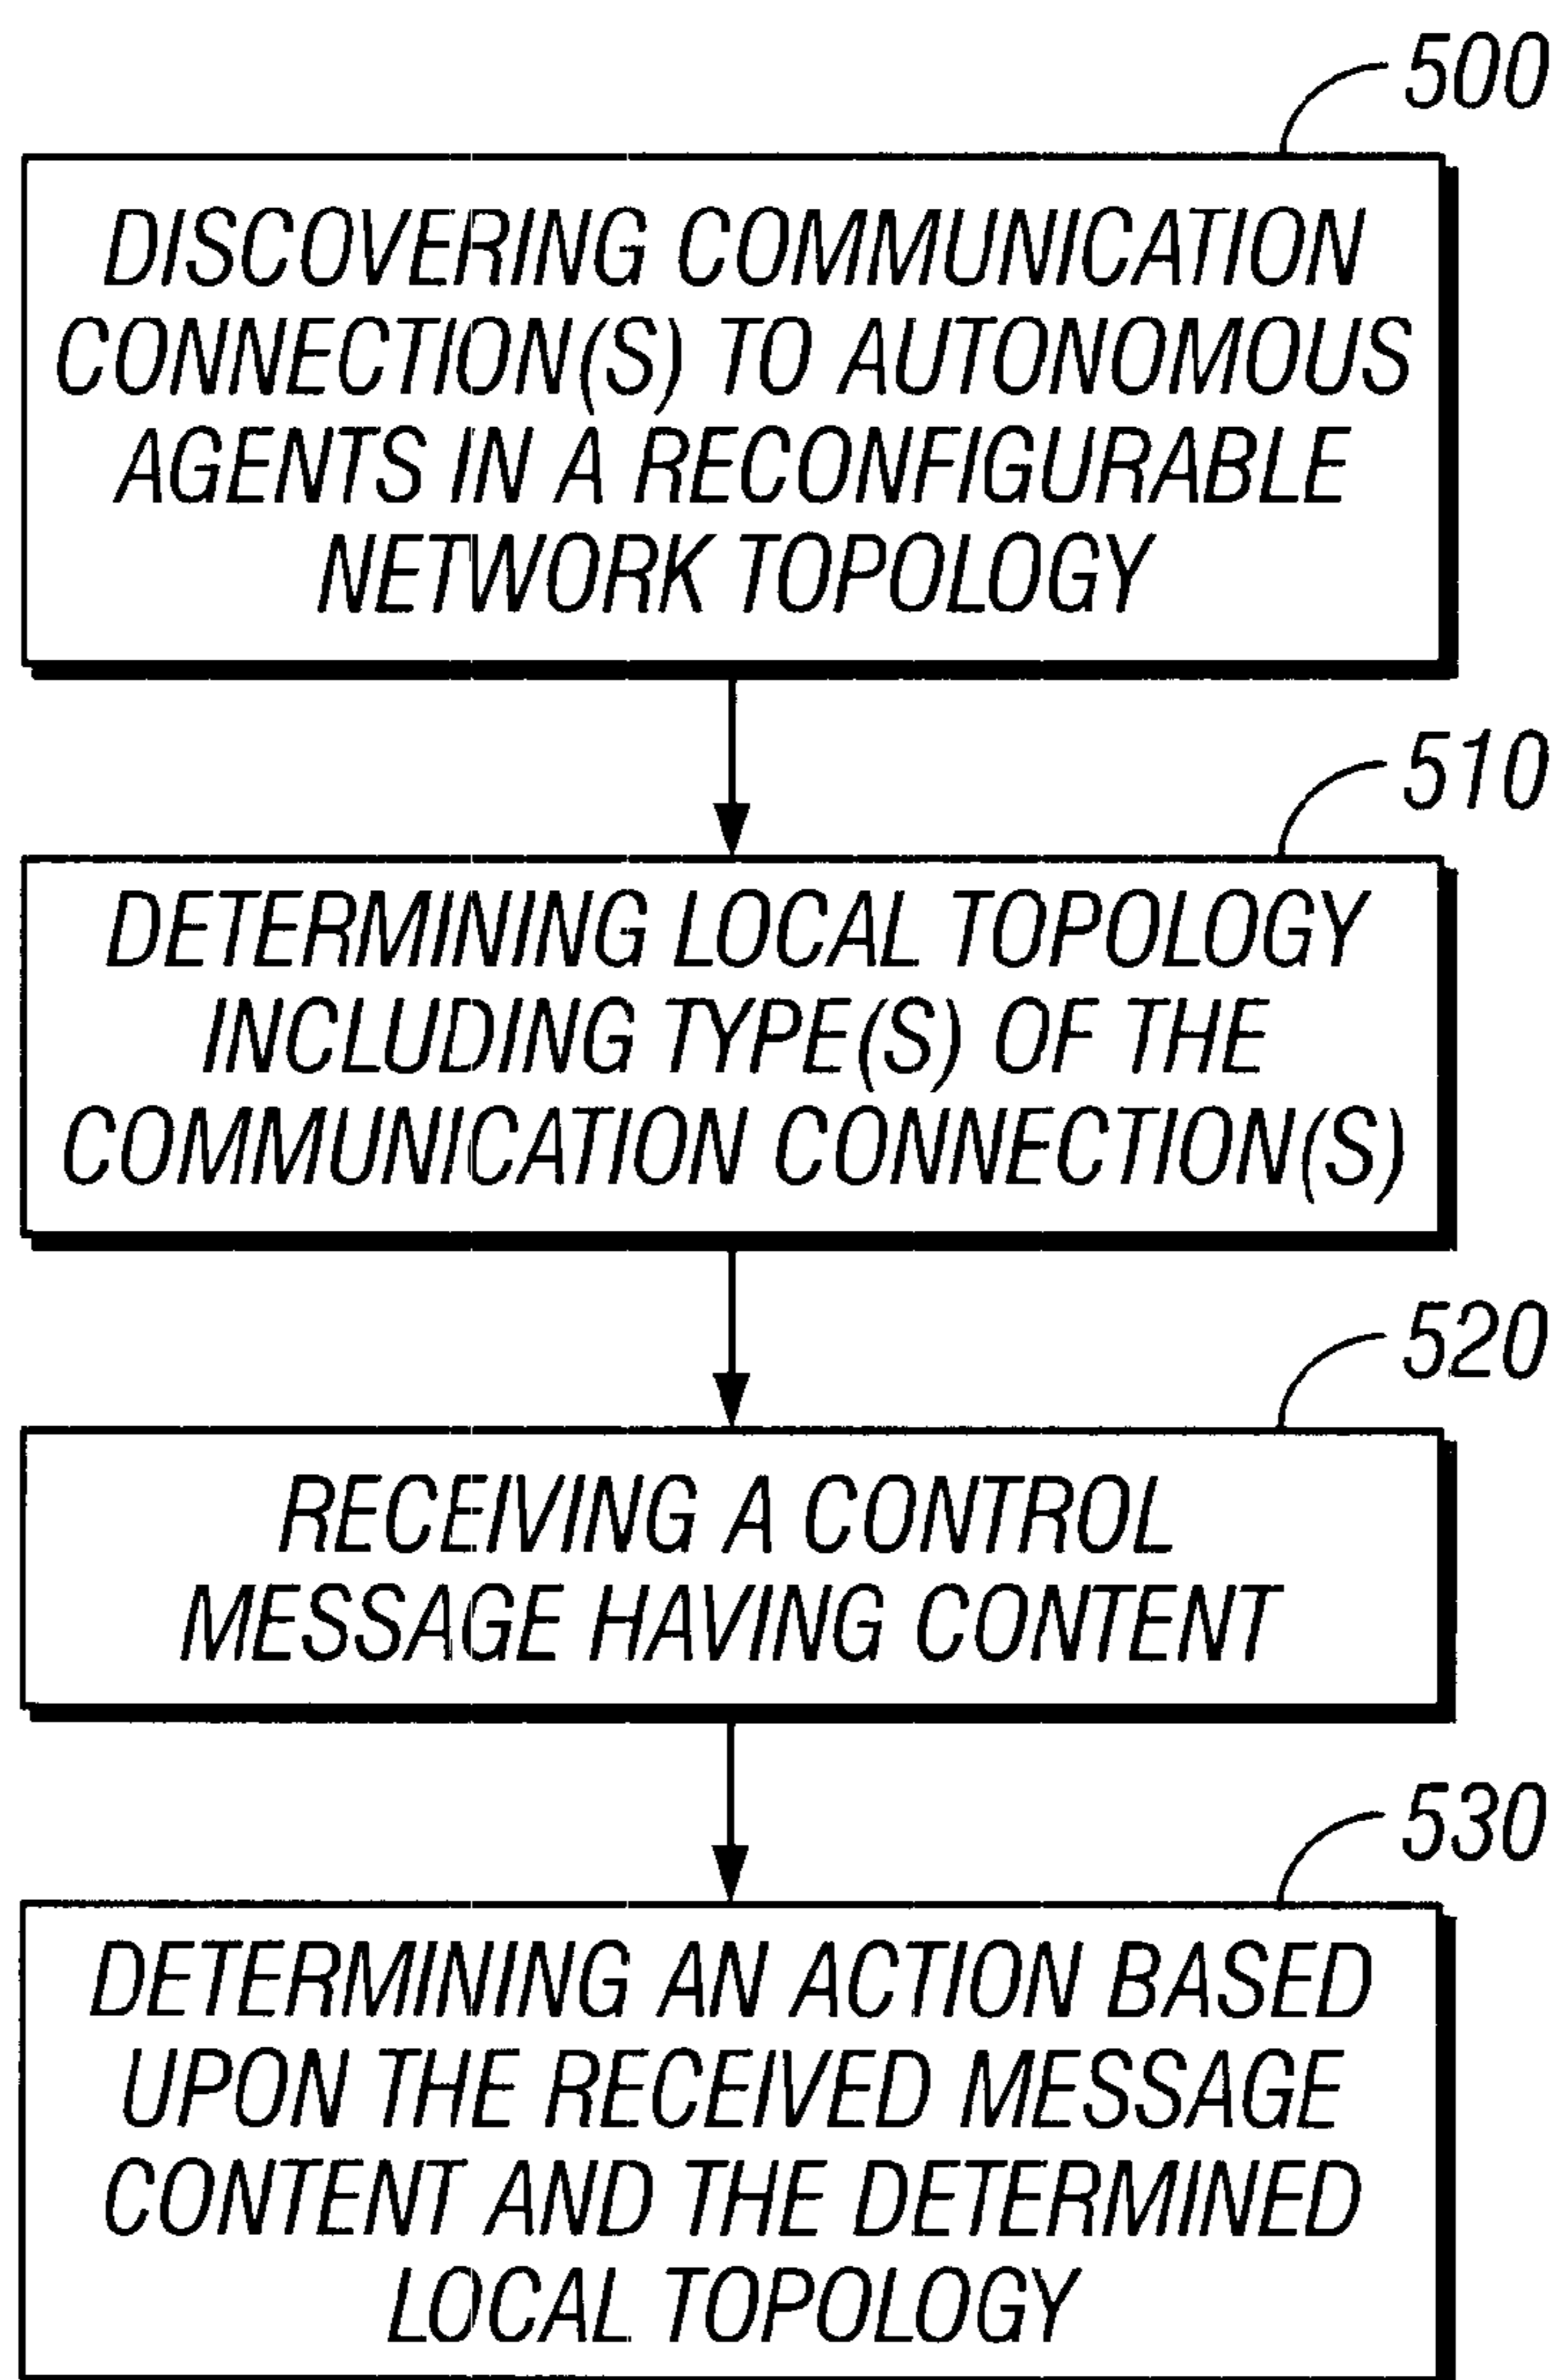 500
DISCOVERING COMMUNICATION
CONNECTION(S) TO AUTONOMOUS
AGENTS IN A RECONFIGURABLE
NETWORK TOPOLOGY
510
DETERMINING LOCAL TOPOLOGY
INCLUDING TYPE(S) OF THE
COMMUNICATION CONNECTION(S)
520
RECEIVING A CONTROL
MESSAGE HAVING CONTENT
530
DETERMINING AN ACTION BASED
UPON THE RECEIVED MESSAGE
CONTENT AND THE DETERMINED
LOCAL TOPOLOGY